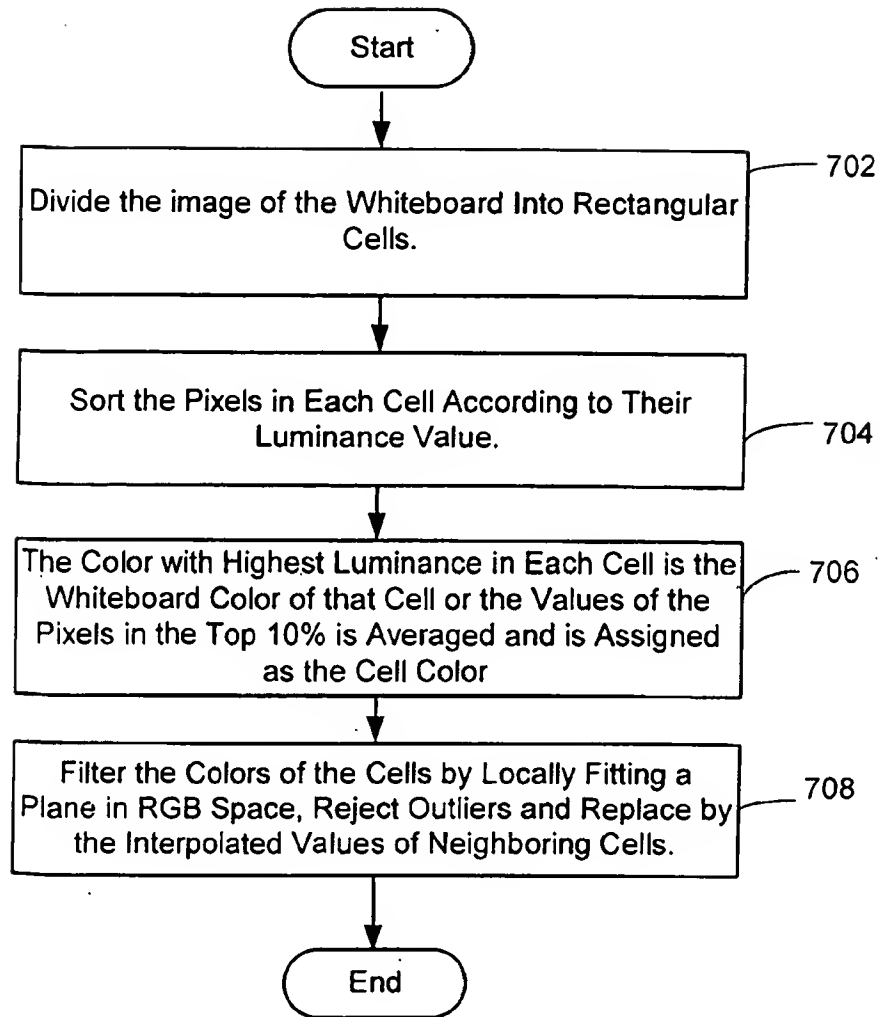 Start
702
Divide the image of the Whiteboard Into Rectangular
Cells.
Sort the Pixels in Each Cell According to Their
Luminance Value.
704
The Color with Highest Luminance in Each Cell is the
Whiteboard Color of that Cell or the Values of the
Pixels in the Top 10% is Averaged and is Assigned
as the Cell Color
706
Filter the Colors of the Cells by Locally Fitting a
Plane in RGB Space, Reject Outliers and Replace by
the Interpolated Values of Neighboring Cells.
708
End